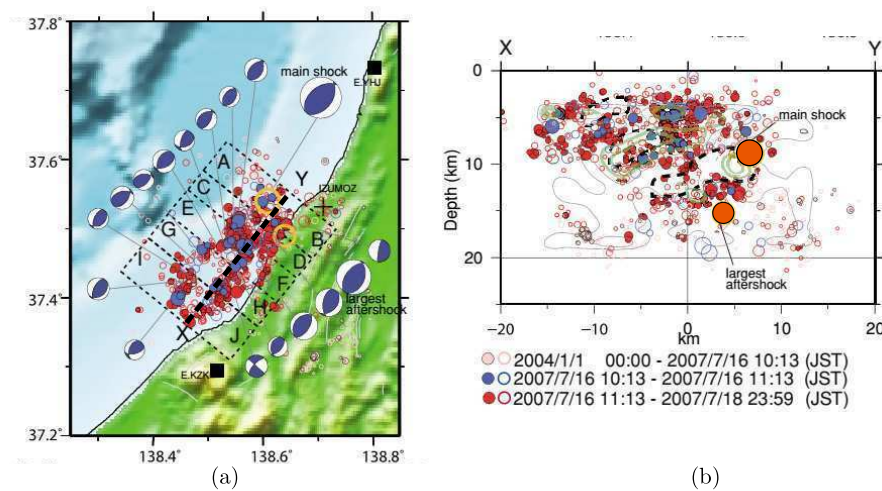 37.8°
37.6°
37.4°
37.2°
138.4°
138.6°
138.8°
main shock
E.YHJ
A
Y
C
IZUMOZ
E
G
B
I
D
F
largest
aftershock
H
X
J
E.KZK
(a)
X
Y
0
10
20
Depth (km)
main shock
largest
aftershock
−20
−10
0
10
20
km
2004/1/1 00:00 - 2007/7/16 10:13 (JST)
2007/7/16 10:13 - 2007/7/16 11:13 (JST)
2007/7/16 11:13 - 2007/7/18 23:59 (JST)
(b)